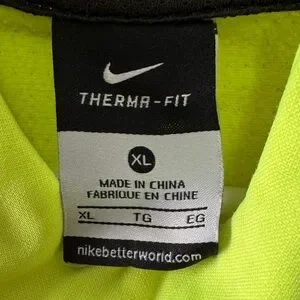 THERMA-FIT
XL
MADE IN CHINA
FABRIQUE EN CHINE
XL TG EG
nikebetterworld.com